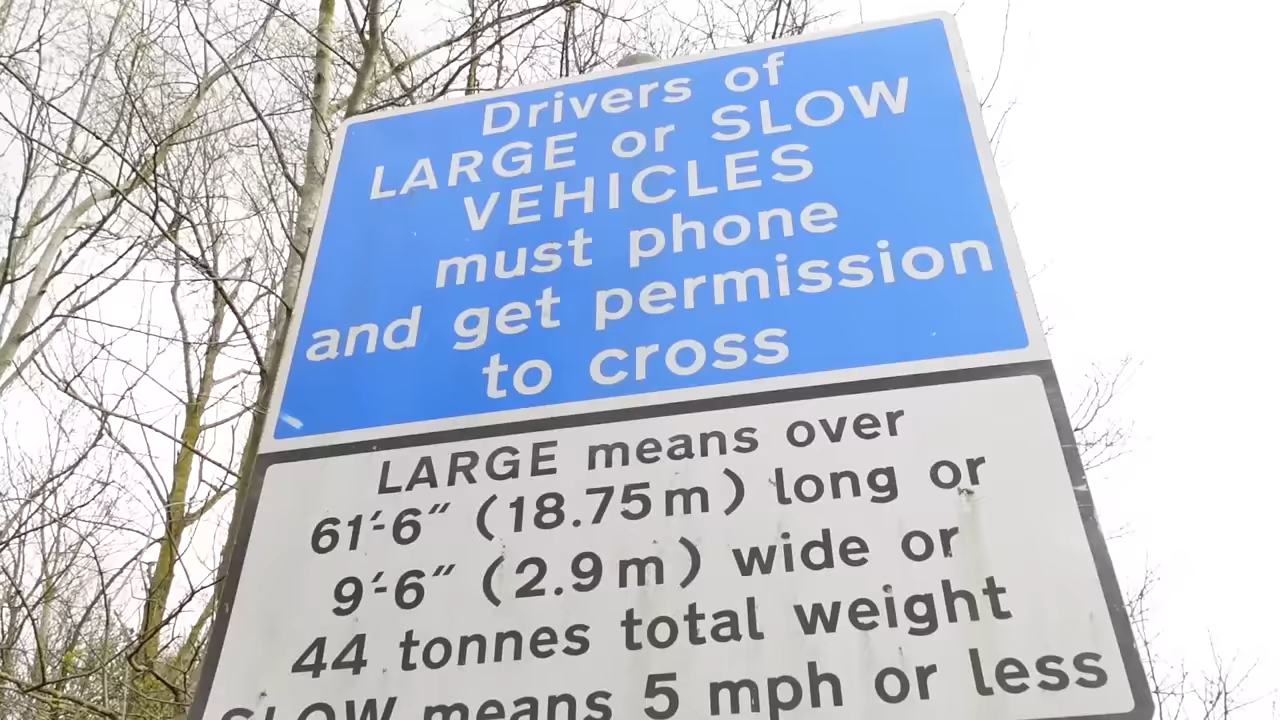 Drivers of
LARGE or SLOW
VEHICLES
must phone
and get permission
to cross
LARGE means over
61'-6" (18.75m) long or
9'-6" (2.9m) wide or
44 tonnes total weight
SLOW means 5 mph or less